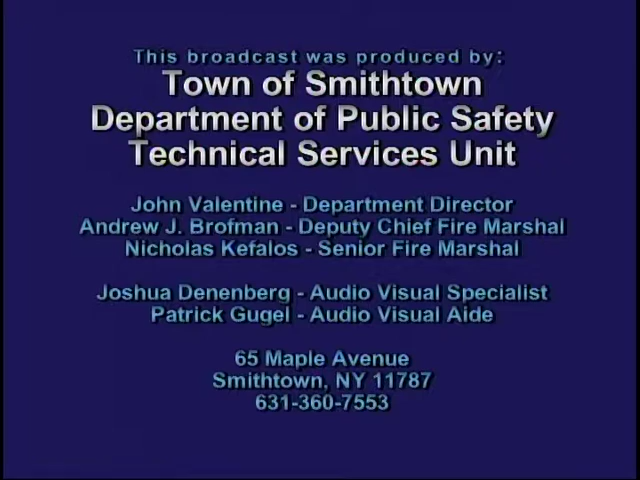 This broadcast was produced by:
Town of Smithtown
Department of Public Safety
Technical Services Unit
John Valentine - Department Director
Andrew J. Brofman - Deputy Chief Fire Marshal
Nicholas Kefalos - Senior Fire Marshal
Joshua Denenberg - Audio Visual Specialist
Patrick Gugel - Audio Visual Aide
65 Maple Avenue
Smithtown, NY 11787
631-360-7553